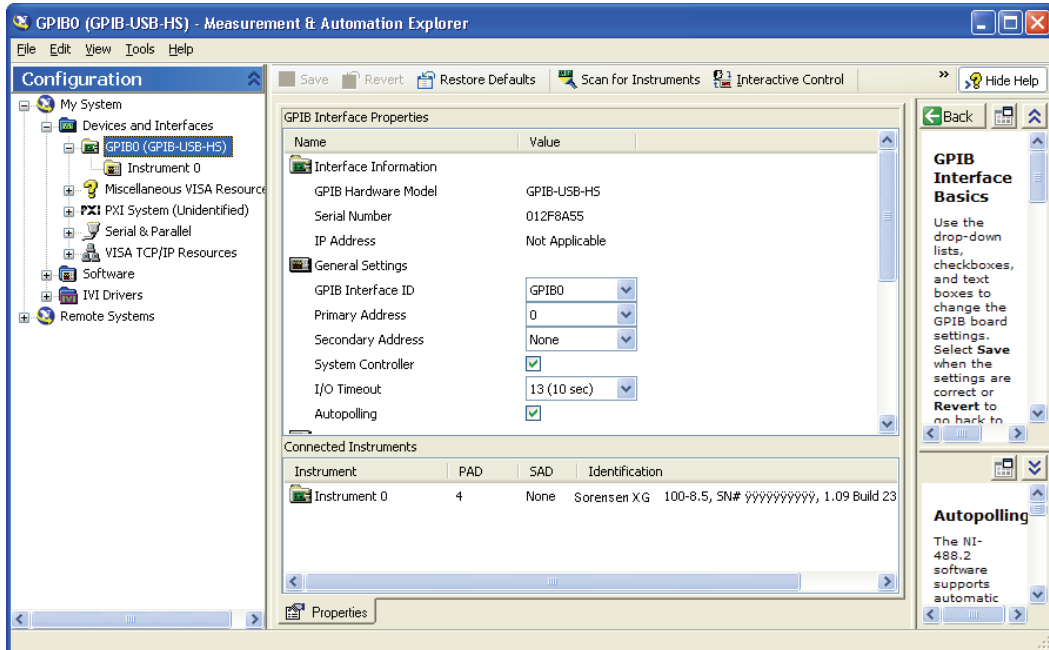 GPIB0 (GPIB-USB-HS) - Measurement & Automation Explorer
File Edit View Tools Help
Configuration
My System
Devices and Interfaces
GPIB0 (GPIB-USB-HS)
Instrument 0
Miscellaneous VISA Resource
PXI PXI System (Unidentified)
Serial & Parallel
VISA TCP/IP Resources
Software
IVI IVI Drivers
Remote Systems
Save Revert Restore Defaults Scan for Instruments Interactive Control » Hide Help
GPIB Interface Properties
Name Value
Interface Information
GPIB Hardware Model GPIB-USB-HS
Serial Number 012F8A55
IP Address Not Applicable
General Settings
GPIB Interface ID GPIB0
Primary Address 0
Secondary Address None
System Controller
I/O Timeout 13 (10 sec)
Autopolling
Connected Instruments
Instrument PAD SAD Identification
Instrument 0 4 None Sorensen XG 100-8.5, SN# ÿÿÿÿÿÿÿÿÿÿ, 1.09 Build 23
Properties
Back
GPIB
Interface
Basics
Use the
drop-down
lists,
checkboxes,
and text
boxes to
change the
GPIB board
settings.
Select Save
when the
settings are
correct or
Revert to
go back to
Autopolling
The NI-
488.2
software
supports
automatic